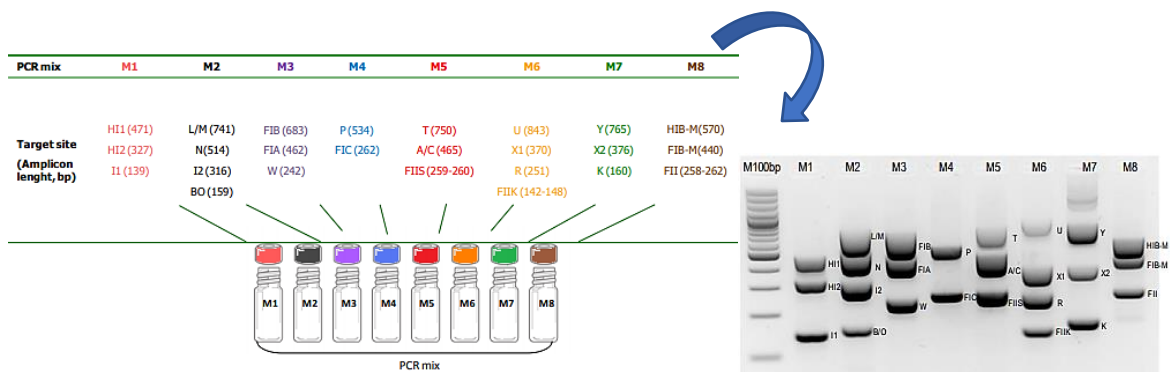 PCR mix M1 M2 M3 M4 M5 M6 M7 M8
HI1 (471) L/M (741) FIB (683) P (534) T (750) U (843) Y (765) HIB-M(570)
Target site HI2 (327) N(514) FIA (462) FIC (262) A/C (465) X1 (370) X2 (376) FIB-M(440)
(Amplicon I1 (139) I2 (316) W (242) FIIS (259-260) R (251) K (160) FII (258-262)
lenght, bp) BO (159) FIIK (142-148)
M1 M2 M3 M4 M5 M6 M7 M8
PCR mix
M100bp M1 M2 M3 M4 M5 M6 M7 M8
L/M U Y
FIB P T HIB-M
HI1 N FIA A/C X1 X2 FIB-M
HI2 I2 FIC FIIS R FII
W
I1 B/O FIIK K